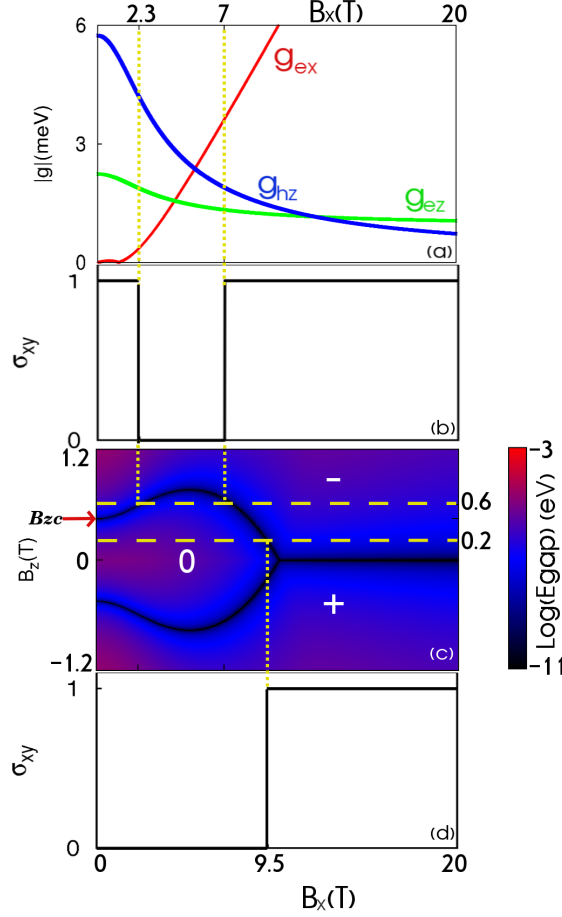 2.3 7 Bx(T) 20
6
gex
|g|(meV)
3
ghz
gez
0
(a)
1
σxy
0
(b)
1.2
-
-3
Bzc
0.6
Bz(T)
0
0
0.2
Log(Egap) (eV)
+
-1.2
(c)
-11
1
σxy
0
(d)
0 9.5 20
Bx(T)